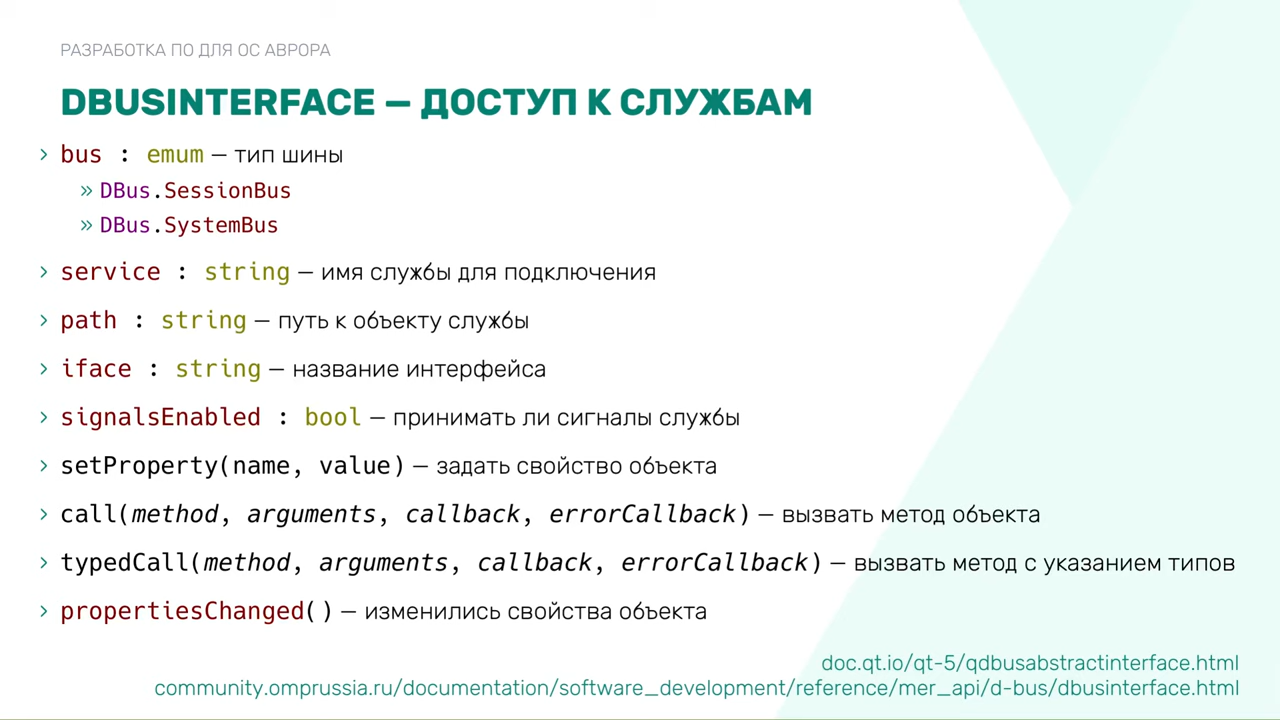 РАЗРАБОТКА ПО ДЛЯ ОС АВРОРА
DBUSINTERFACE — ДОСТУП К СЛУЖБАМ
› bus : emum — тип шины
» DBus.SessionBus
» DBus.SystemBus
› service : string — имя службы для подключения
› path : string — путь к объекту службы
› iface : string — название интерфейса
› signalsEnabled : bool — принимать ли сигналы службы
› setProperty(name, value) — задать свойство объекта
› call(method, arguments, callback, errorCallback) — вызвать метод объекта
› typedCall(method, arguments, callback, errorCallback) — вызвать метод с указанием типов
› propertiesChanged() — изменились свойства объекта
doc.qt.io/qt-5/qdbusabstractinterface.html
community.omprussia.ru/documentation/software_development/reference/mer_api/d-bus/dbusinterface.html